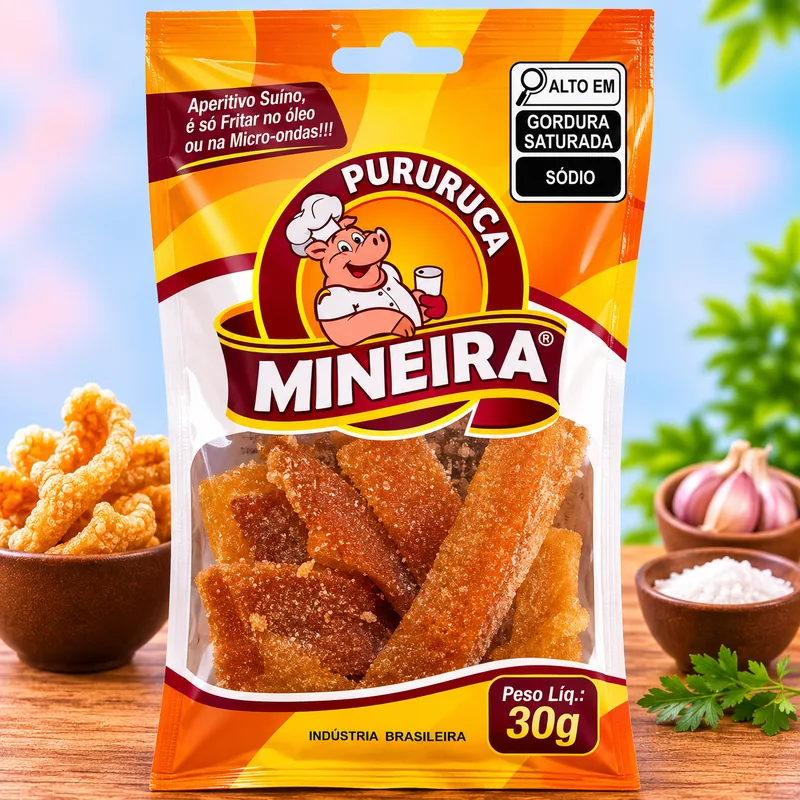 Aperitivo Suíno,
é só Fritar no óleo
ou na Micro-ondas!!!
ALTO EM
GORDURA
SATURADA
SÓDIO
PURURUCA
MINEIRA®
Peso Líq.:
30g
INDÚSTRIA BRASILEIRA